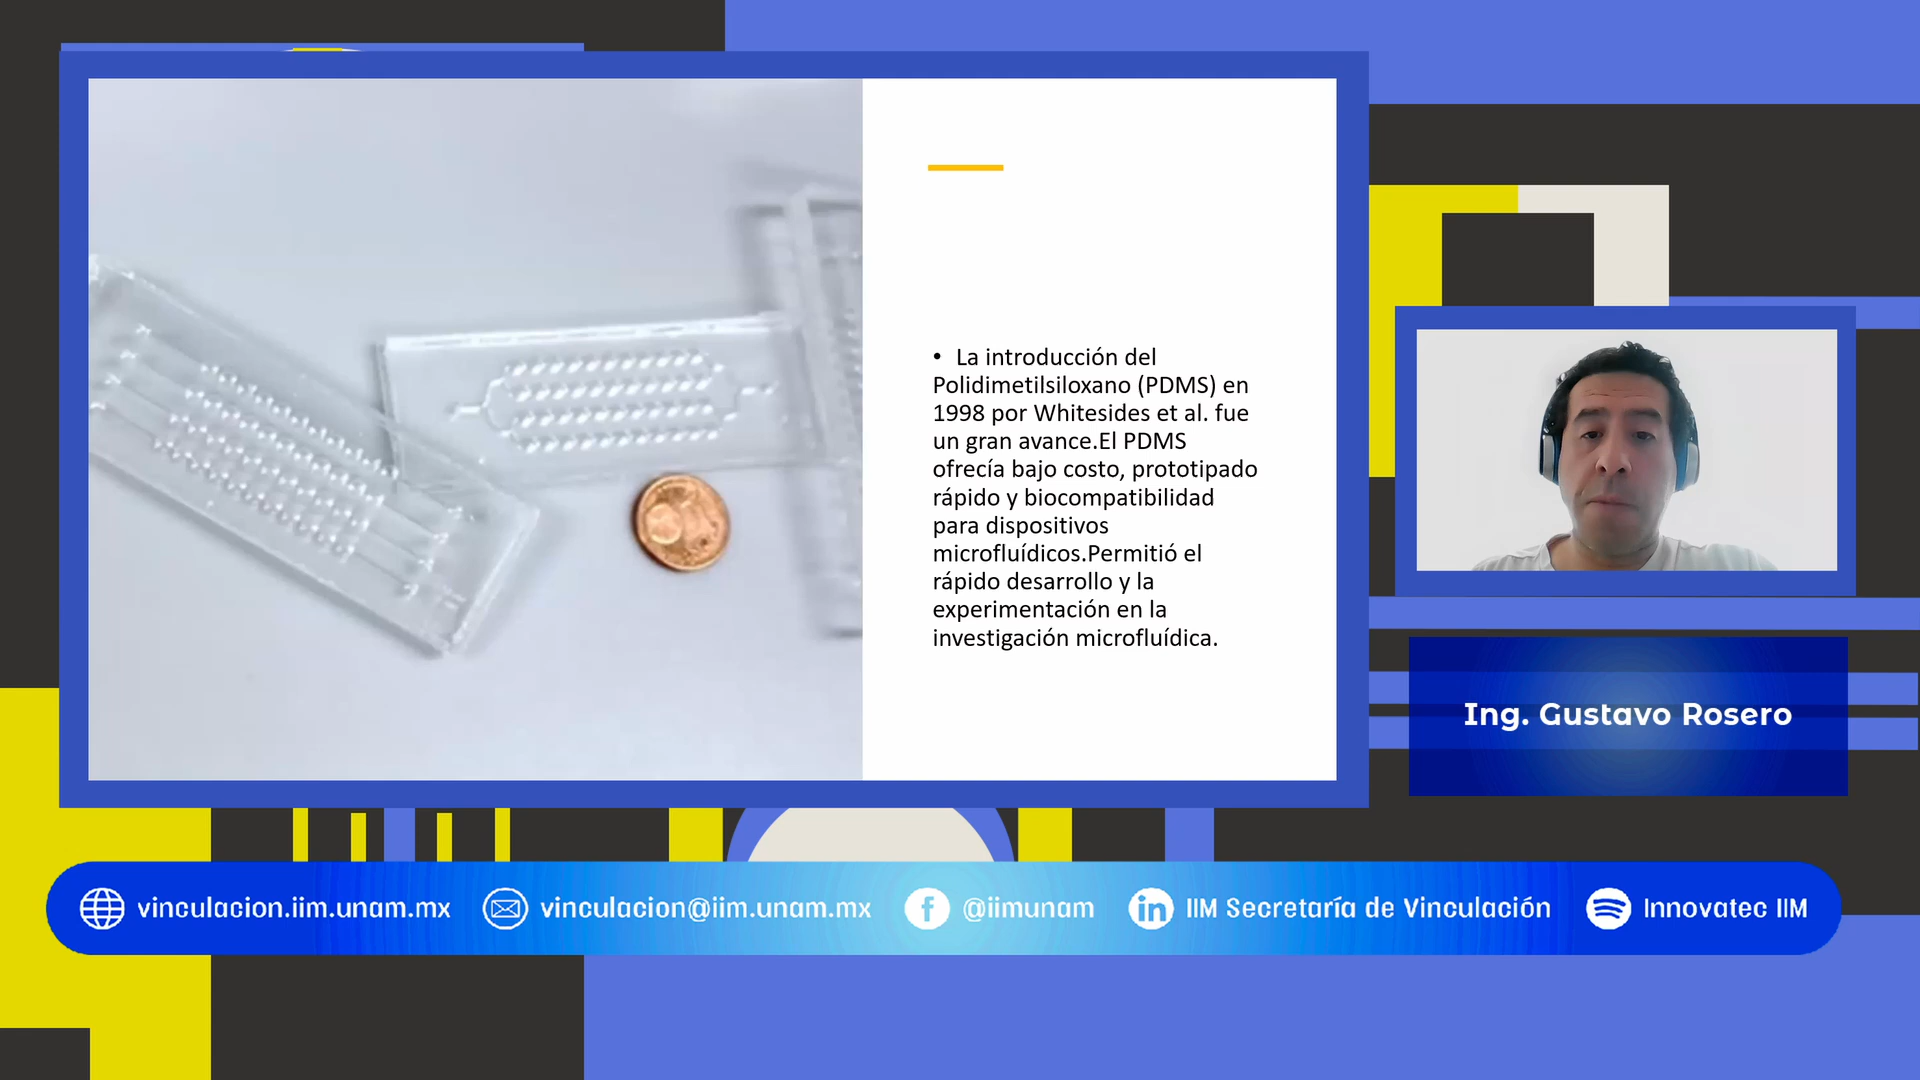 • La introducción del
Polidimetilsiloxano (PDMS) en
1998 por Whitesides et al. fue
un gran avance.El PDMS
ofrecía bajo costo, prototipado
rápido y biocompatibilidad
para dispositivos
microfluídicos.Permitió el
rápido desarrollo y la
experimentación en la
investigación microfluídica.
Ing. Gustavo Rosero
vinculacion.iim.unam.mx
vinculacion@iim.unam.mx
@iimunam
IIM Secretaría de Vinculación
Innovatec IIM